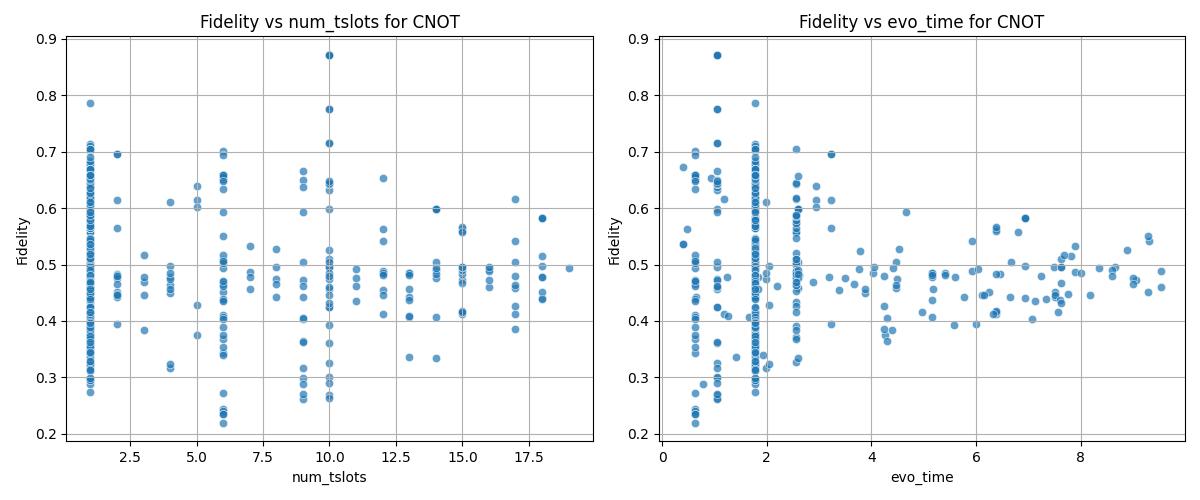 Fidelity vs num_tslots for CNOT
0.9
0.8
0.7
0.6
0.5
0.4
0.3
0.2
Fidelity
2.5 5.0 7.5 10.0 12.5 15.0 17.5
num_tslots
Fidelity vs evo_time for CNOT
0.9
0.8
0.7
0.6
0.5
0.4
0.3
0.2
Fidelity
0 2 4 6 8
evo_time